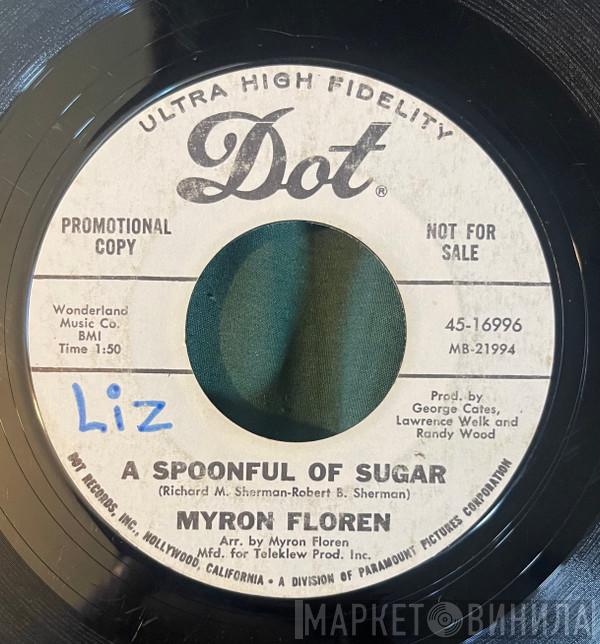 ULTRA HIGH FIDELITY
Dot®
PROMOTIONAL
COPY
NOT FOR
SALE
Wonderland
Music Co.
BMI
Time 1:50
45-16996
MB-21994
Liz
Prod. by
George Cates,
Lawrence Welk and
Randy Wood
A SPOONFUL OF SUGAR
(Richard M. Sherman-Robert B. Sherman)
MYRON FLOREN
Arr. by Myron Floren
Mfd. for Teleklew Prod. Inc.
DOT RECORDS, INC., HOLLYWOOD, CALIFORNIA • A DIVISION OF PARAMOUNT PICTURES CORPORATION
МАРКЕТ ВИНИЛА